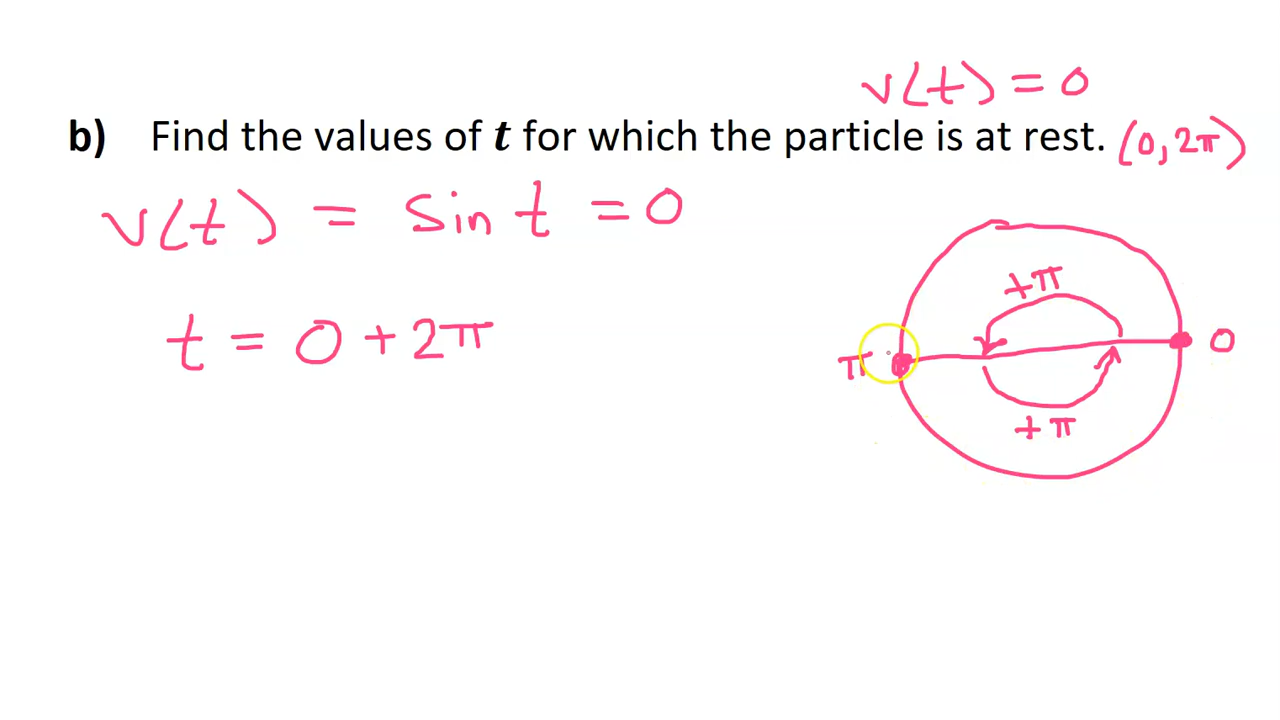 v(t) = 0
b) Find the values of t for which the particle is at rest. (0, 2π)
v(t) = sin t = 0
+π
t = 0 + 2π
π
0
+π